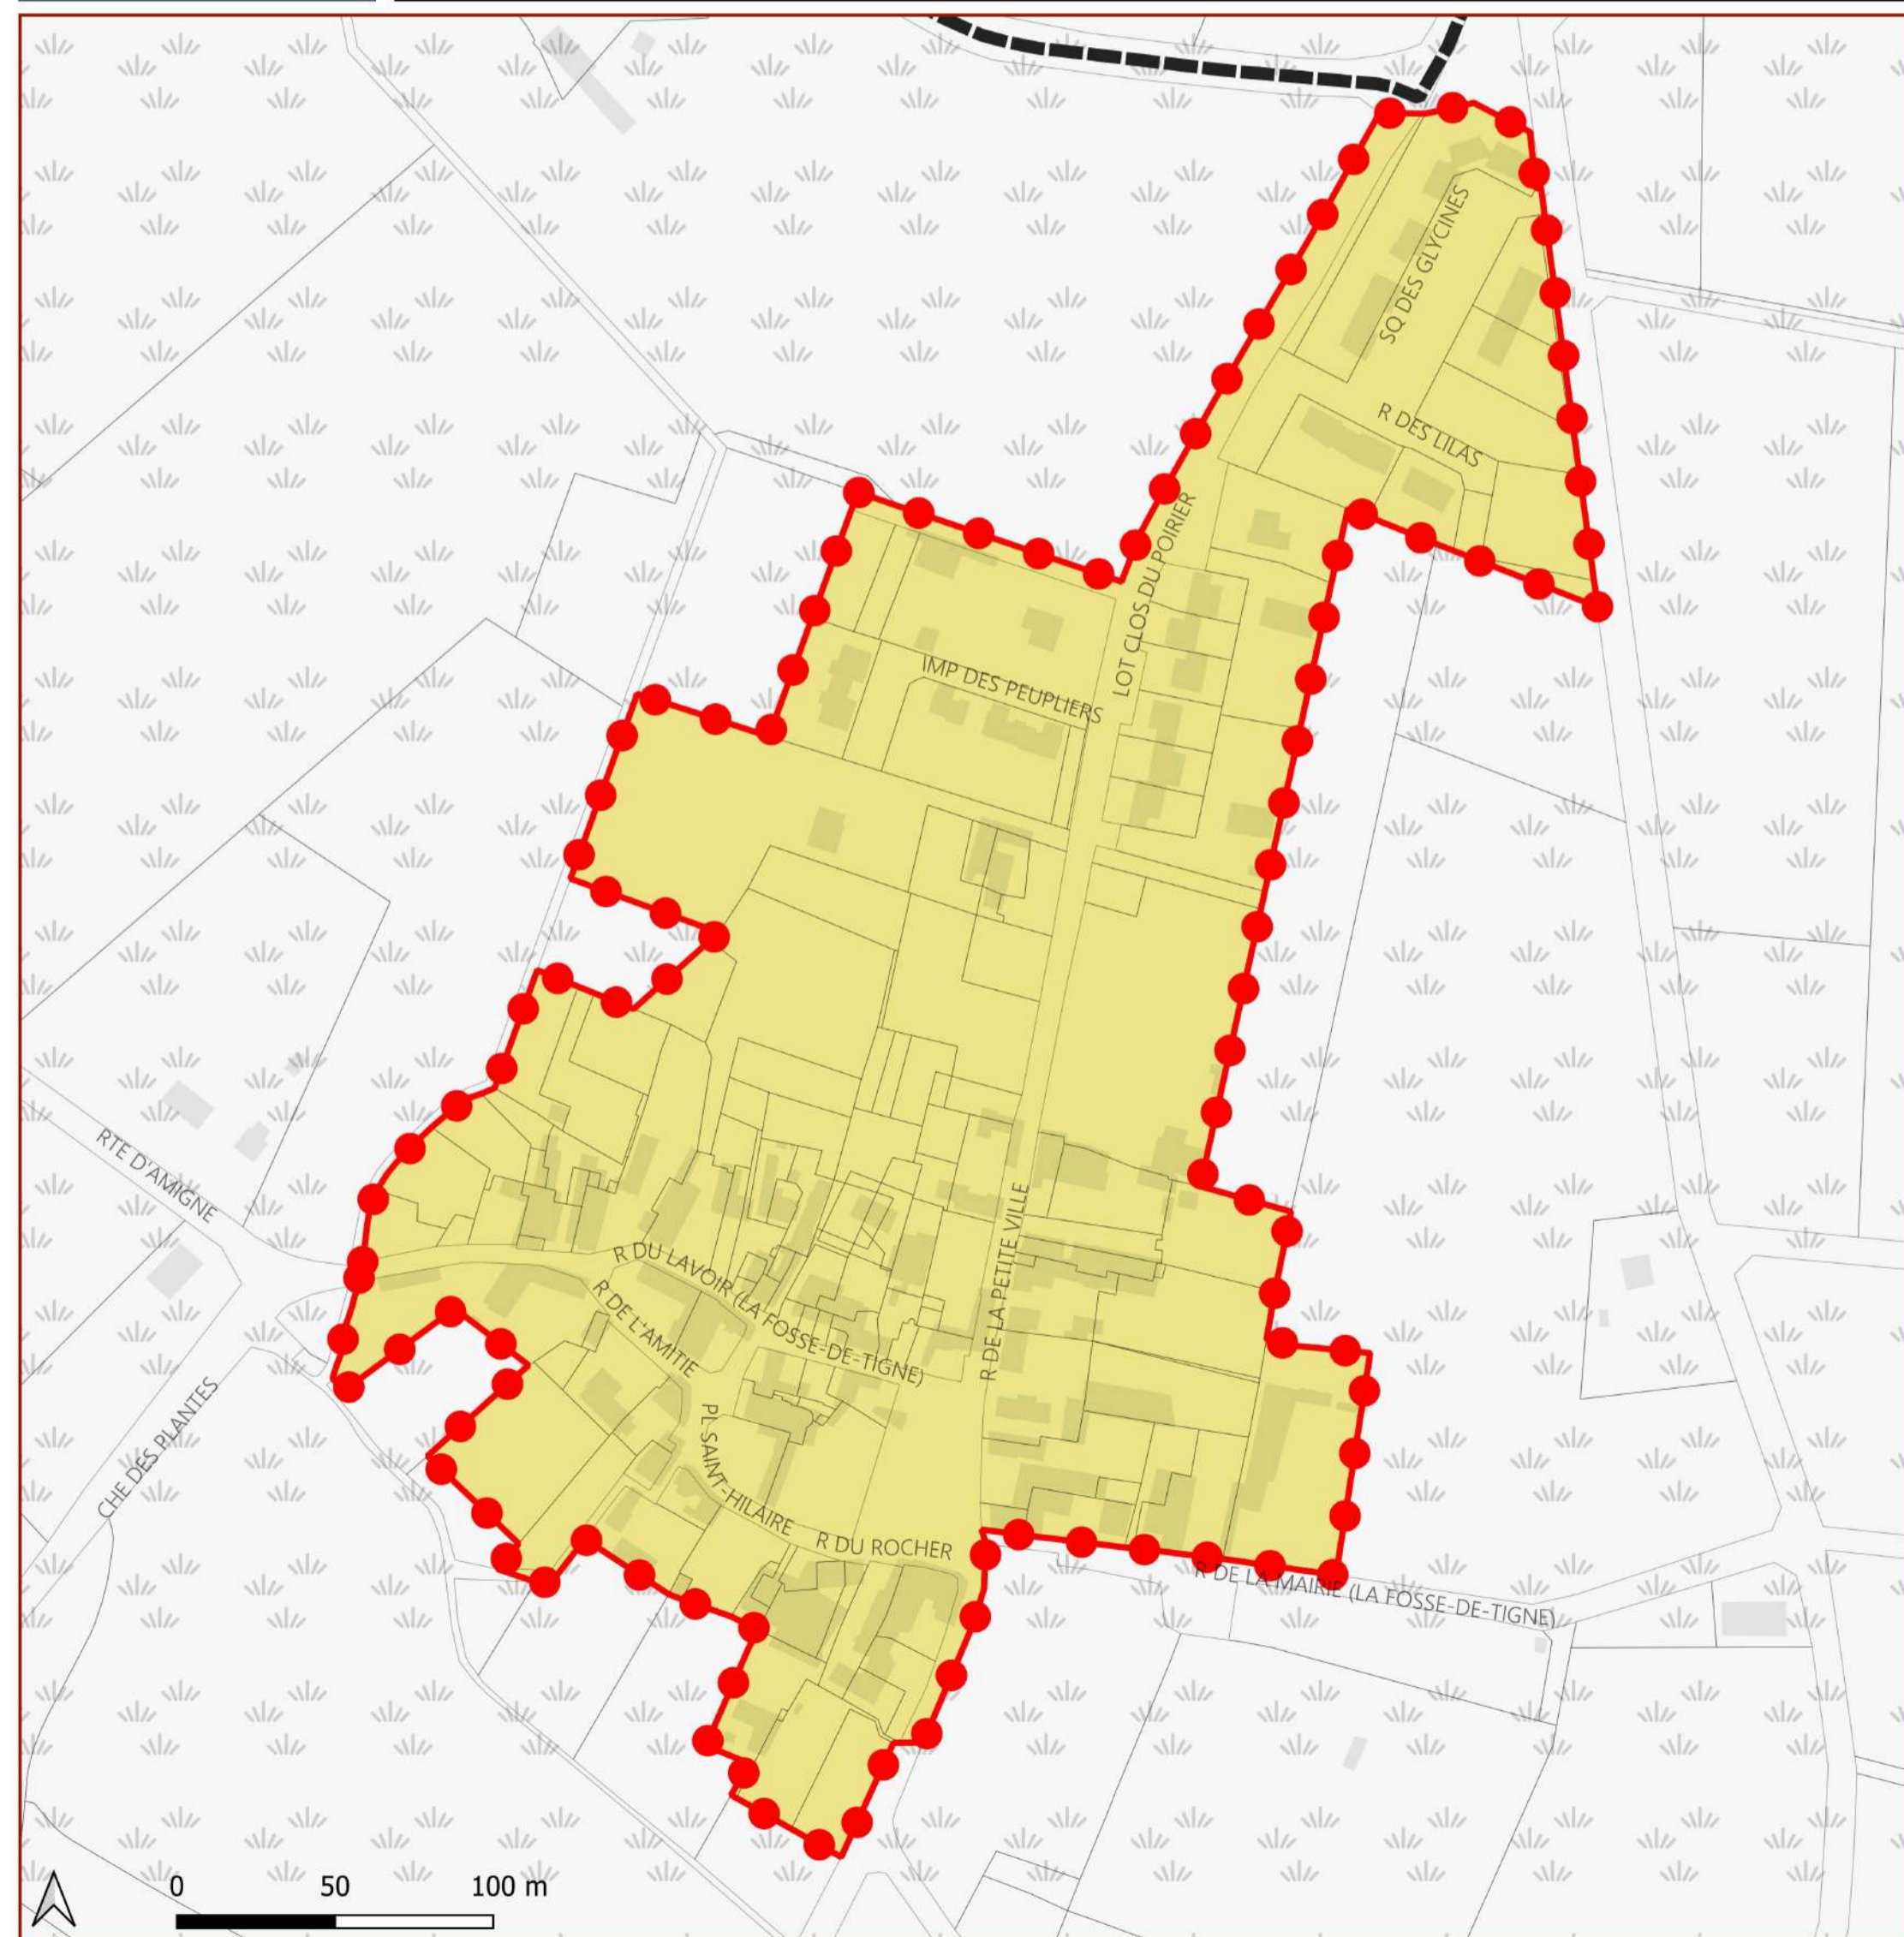 SQ DES GLYCINES
R DES LILAS
LOT CLOS DU POIRIER
IMP DES PEUPLIERS
RTE D'AMIGNE
R DE LA PETITE VILLE
R DU LAVOIR (LA FOSSE-DE-TIGNE)
R DE L'AMITIE
CHE DES PLANTES
PL SAINT-HILAIRE
R DU ROCHER
R DE LA MAIRIE (LA FOSSE-DE-TIGNE)
0 50 100 m